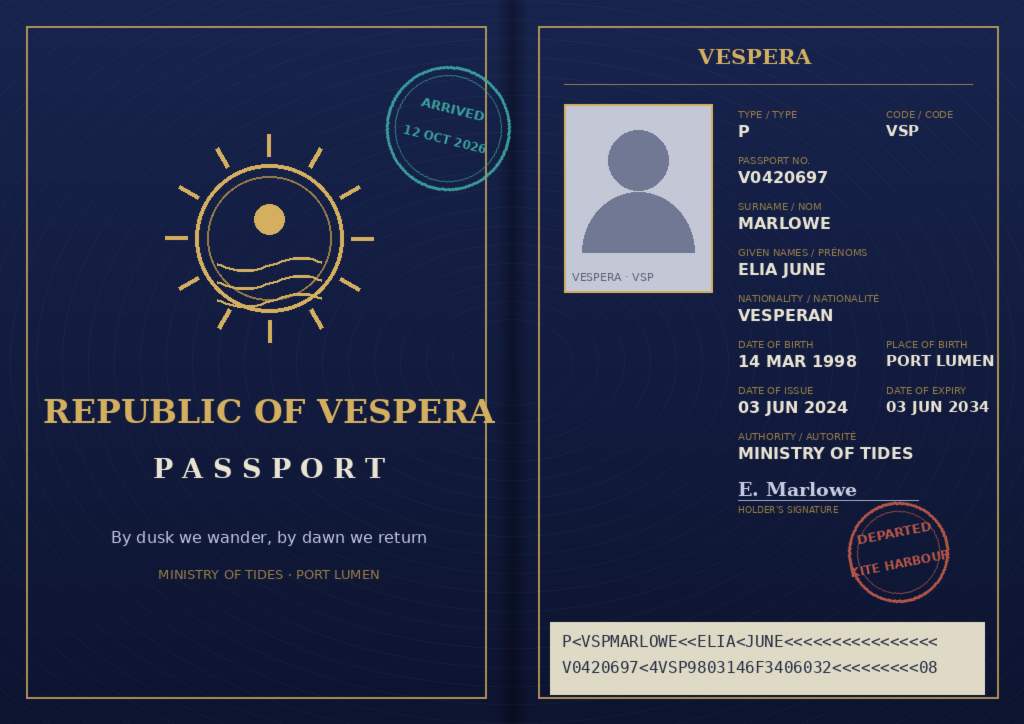 ARRIVED
12 OCT 2026
REPUBLIC OF VESPERA
PASSPORT
By dusk we wander, by dawn we return
MINISTRY OF TIDES · PORT LUMEN
VESPERA
VESPERA · VSP
TYPE / TYPE
P
CODE / CODE
VSP
PASSPORT NO.
V0420697
SURNAME / NOM
MARLOWE
GIVEN NAMES / PRÉNOMS
ELIA JUNE
NATIONALITY / NATIONALITÉ
VESPERAN
DATE OF BIRTH
14 MAR 1998
PLACE OF BIRTH
PORT LUMEN
DATE OF ISSUE
03 JUN 2024
DATE OF EXPIRY
03 JUN 2034
AUTHORITY / AUTORITÉ
MINISTRY OF TIDES
E. Marlowe
HOLDER'S SIGNATURE
DEPARTED
KITE HARBOUR
P<VSPMARLOWE<<ELIA<JUNE<<<<<<<<<<<<<<<<<
V0420697<4VSP9803146F3406032<<<<<<<<<08